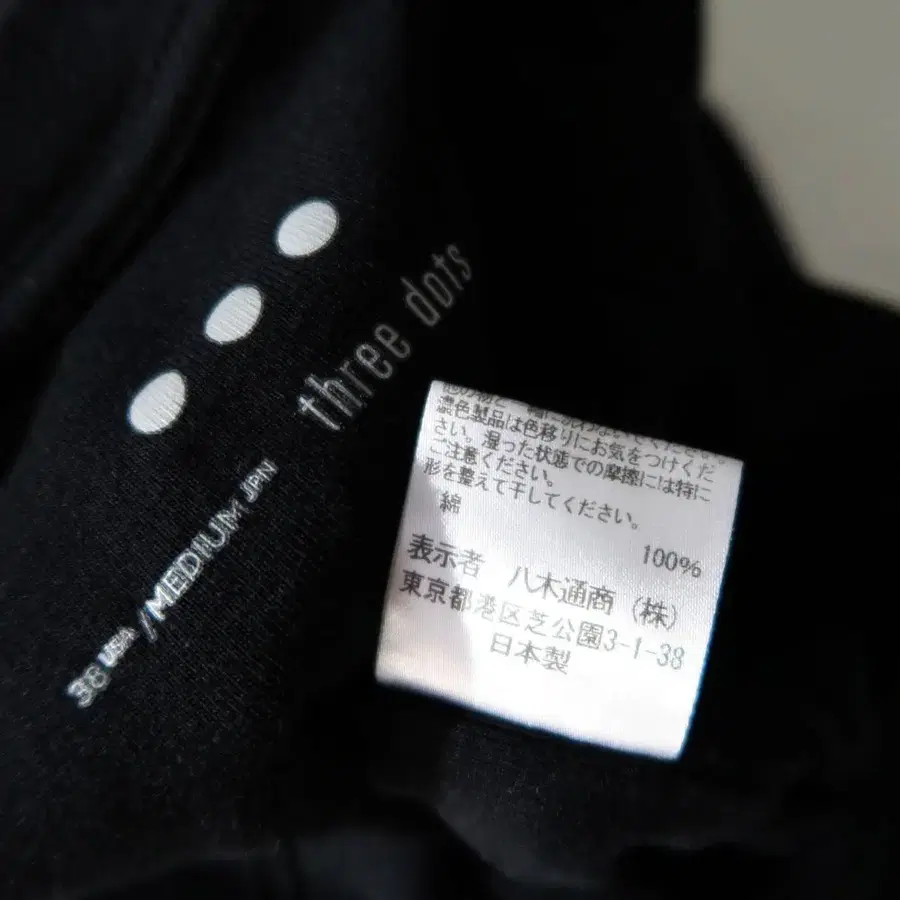 three dots
38 USA / MEDIUM JPN
濃色製品は色移りにお気をつけくだ
さい。湿った状態での摩擦には特に
ご注意ください。
形を整えて干してください。
綿 100%
表示者 八木通商（株）
東京都港区芝公園3-1-38
日本製